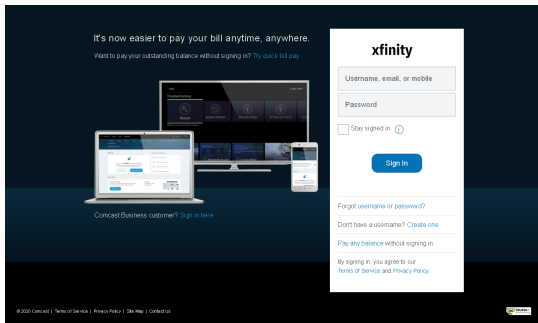 It's now easier to pay your bill anytime, anywhere.
Want to pay your outstanding balance without signing in? Try quick bill pay
Comcast Business customer? Sign in here
xfinity
Username, email, or mobile
Password
Stay signed in
Sign In
Forgot username or password?
Don't have a username? Create one
Pay any balance without signing in
By signing in, you agree to our
Terms of Service and Privacy Policy.
© 2020 Comcast | Terms of Service | Privacy Policy | Site Map | Contact Us